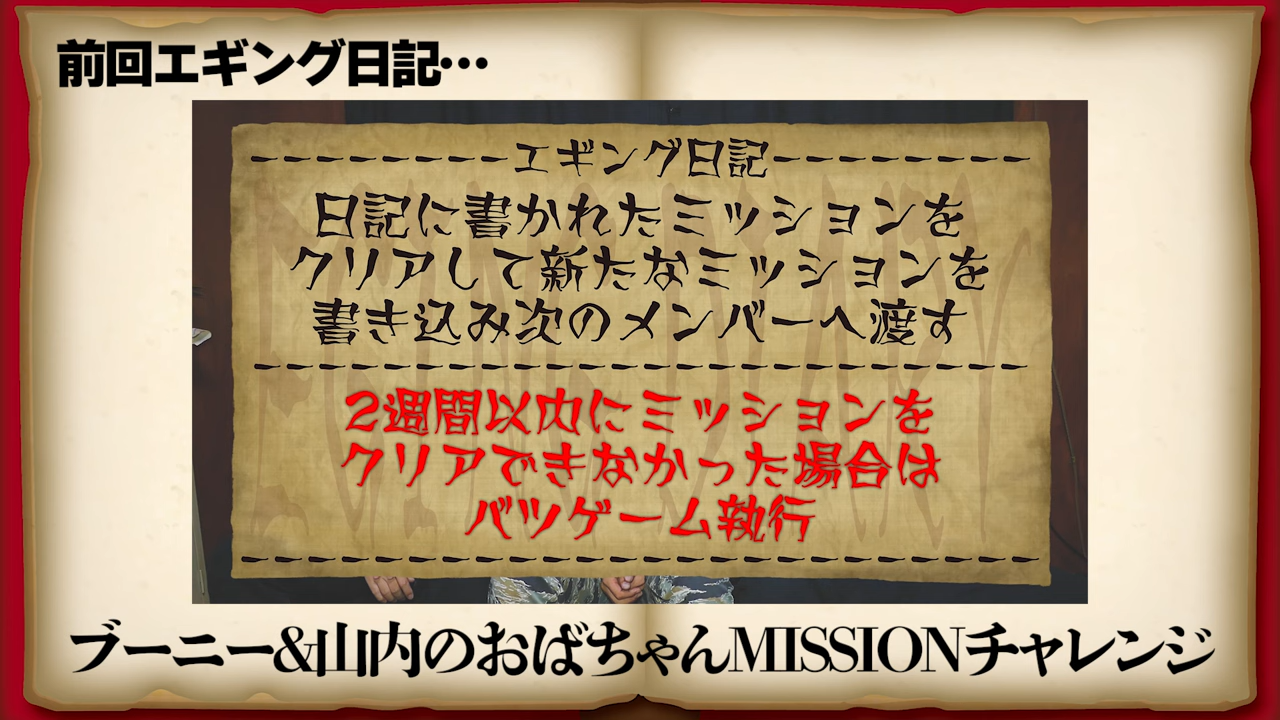 前回エギング日記…
エギング日記
日記に書かれたミッションを
クリアして新たなミッションを
書き込み次のメンバーへ渡す
2週間以内にミッションを
クリアできなかった場合は
バツゲーム執行
ブーニー&山内のおばちゃんMISSIONチャレンジ